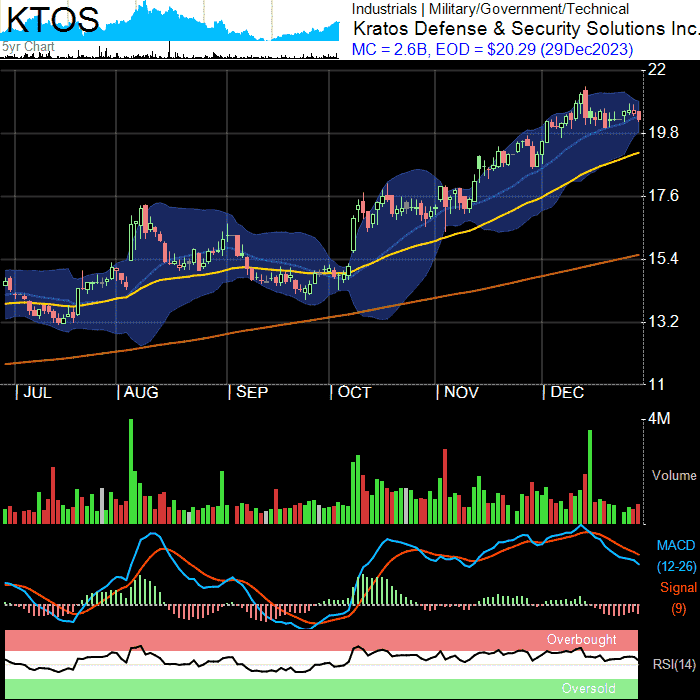 KTOS
5yr Chart
Industrials | Military/Government/Technical
Kratos Defense & Security Solutions Inc.
MC = 2.6B, EOD = $20.29 (29Dec2023)
22
19.8
17.6
15.4
13.2
11
JUL AUG SEP OCT NOV DEC
4M
Volume
MACD
(12-26)
Signal
(9)
Overbought
RSI(14)
Oversold